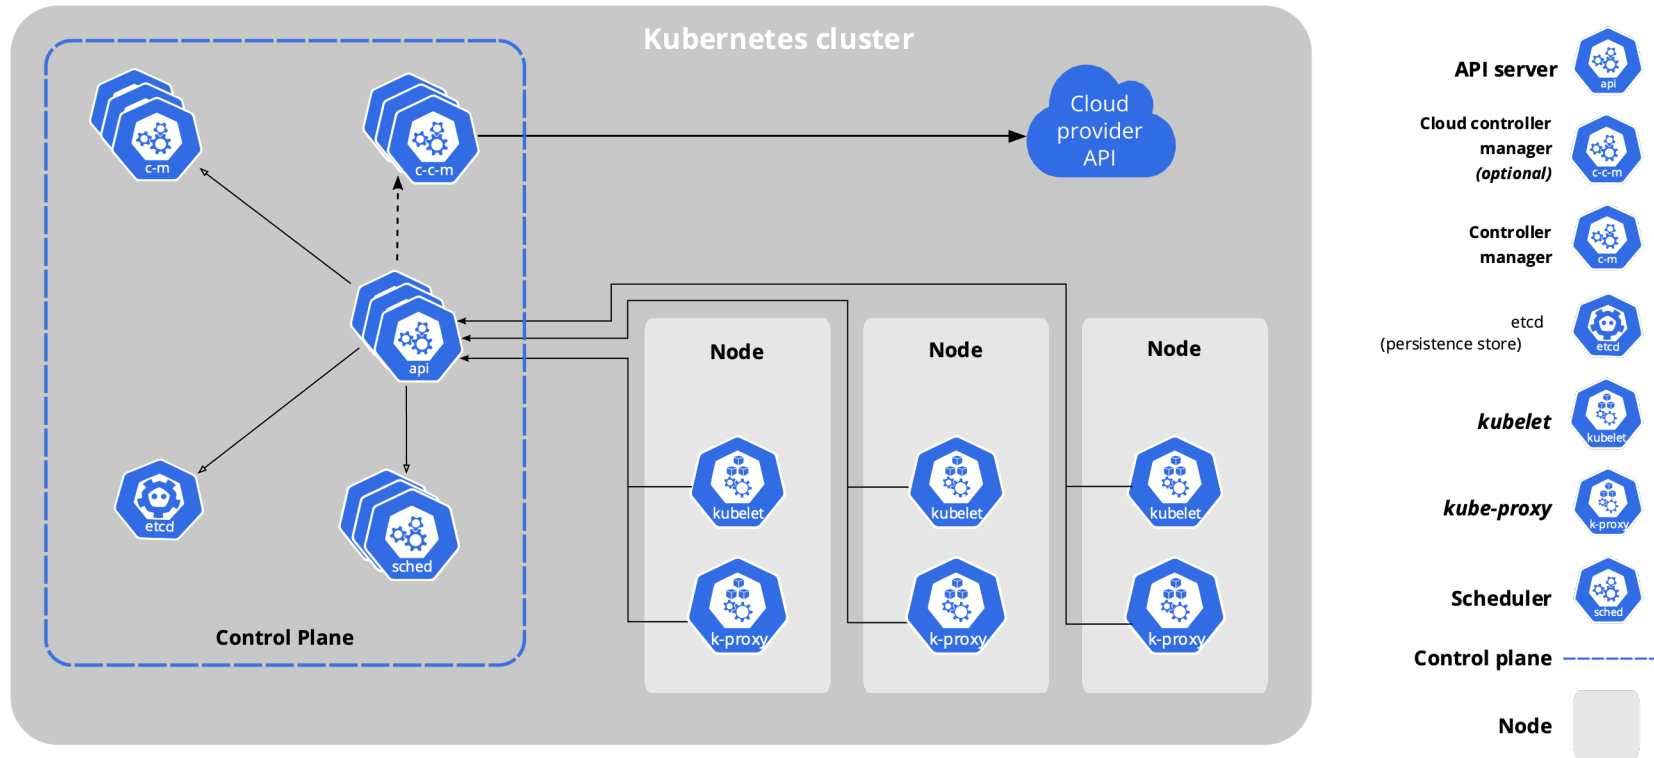 Kubernetes cluster
c-m
c-c-m
Cloud
provider
API
api
etcd
sched
Control Plane
Node
kubelet
k-proxy
Node
kubelet
k-proxy
Node
kubelet
k-proxy
API server
api
Cloud controller
manager
(optional)
c-c-m
Controller
manager
c-m
etcd
(persistence store)
etcd
kubelet
kubelet
kube-proxy
k-proxy
Scheduler
sched
Control plane
Node